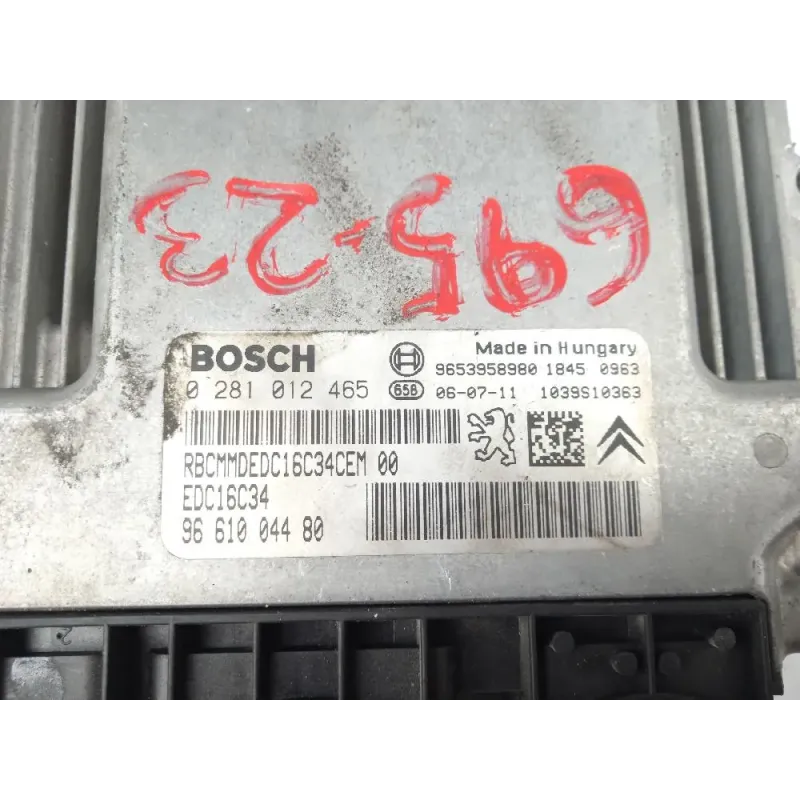 695-23
BOSCH
Made in Hungary
9653958980 1845 0963
0 281 012 465
658
06-07-11 1039S10363
RBCMMDEDC16C34CEM 00
EDC16C34
96 610 044 80